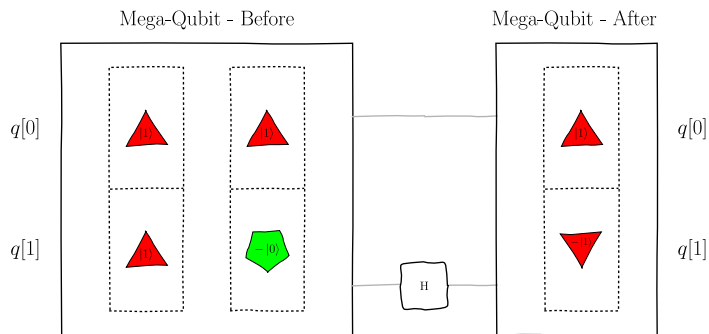 Mega-Qubit - Before
Mega-Qubit - After
q[0]
|1⟩
|1⟩
|1⟩
q[0]
q[1]
|1⟩
-|0⟩
H
-|1⟩
q[1]